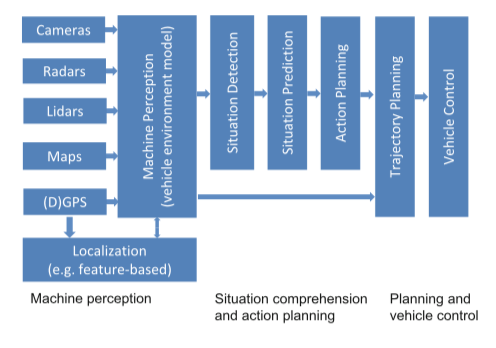 Cameras
Radars
Lidars
Maps
(D)GPS
Machine Perception
(vehicle environment model)
Situation Detection
Situation Prediction
Action Planning
Trajectory Planning
Vehicle Control
Localization
(e.g. feature-based)
Machine perception
Situation comprehension
and action planning
Planning and
vehicle control